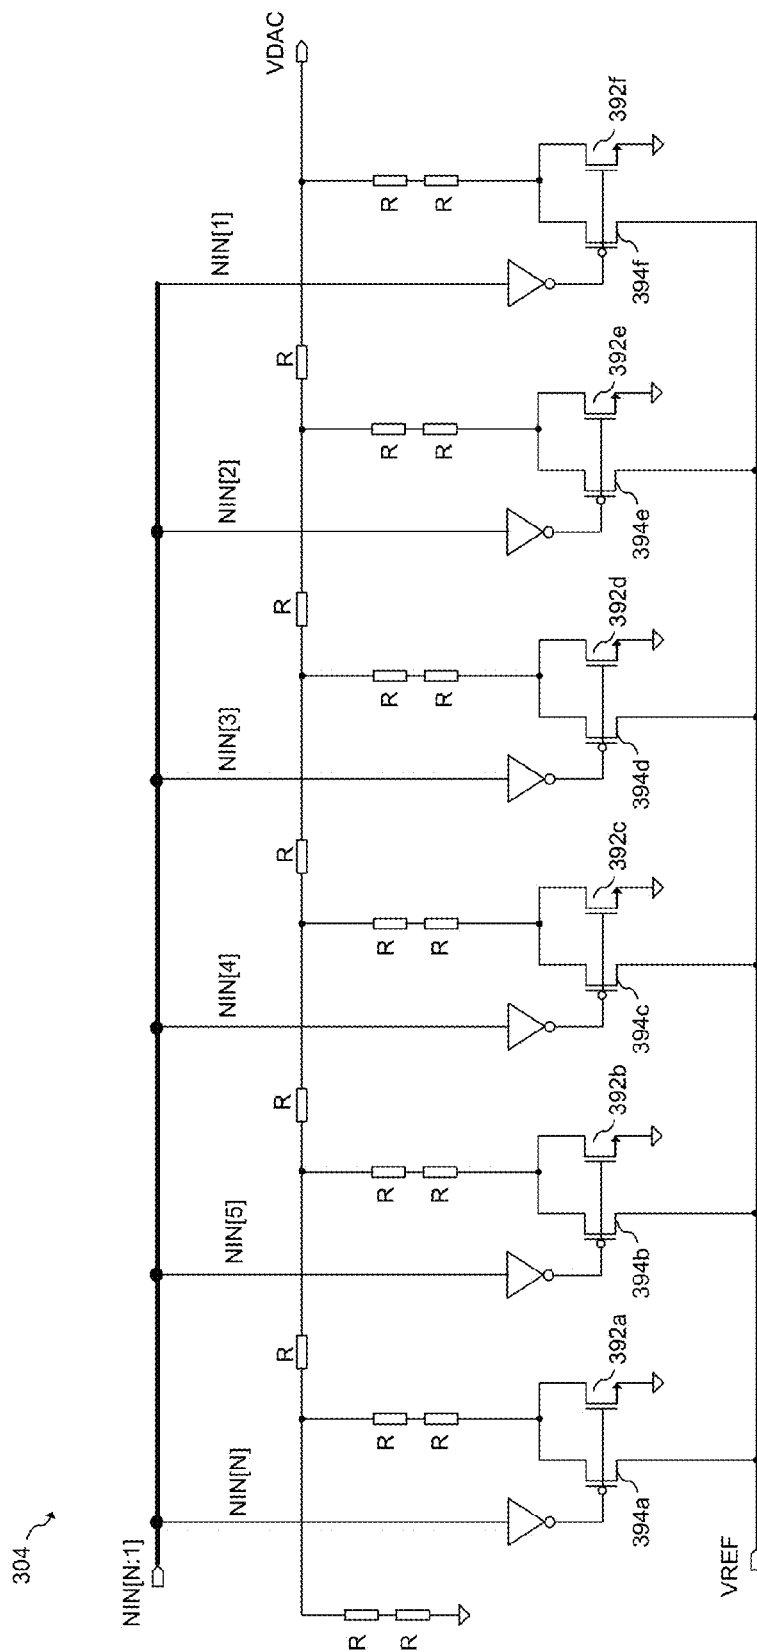 304
NIN[N:1]
NIN[N]
NIN[5]
NIN[4]
NIN[3]
NIN[2]
NIN[1]
R
R
R
R
R
VDAC
R
R
R
R
R
R
R
R
R
R
R
R
R
R
392a
392b
392c
392d
392e
392f
394a
394b
394c
394d
394e
394f
VREF